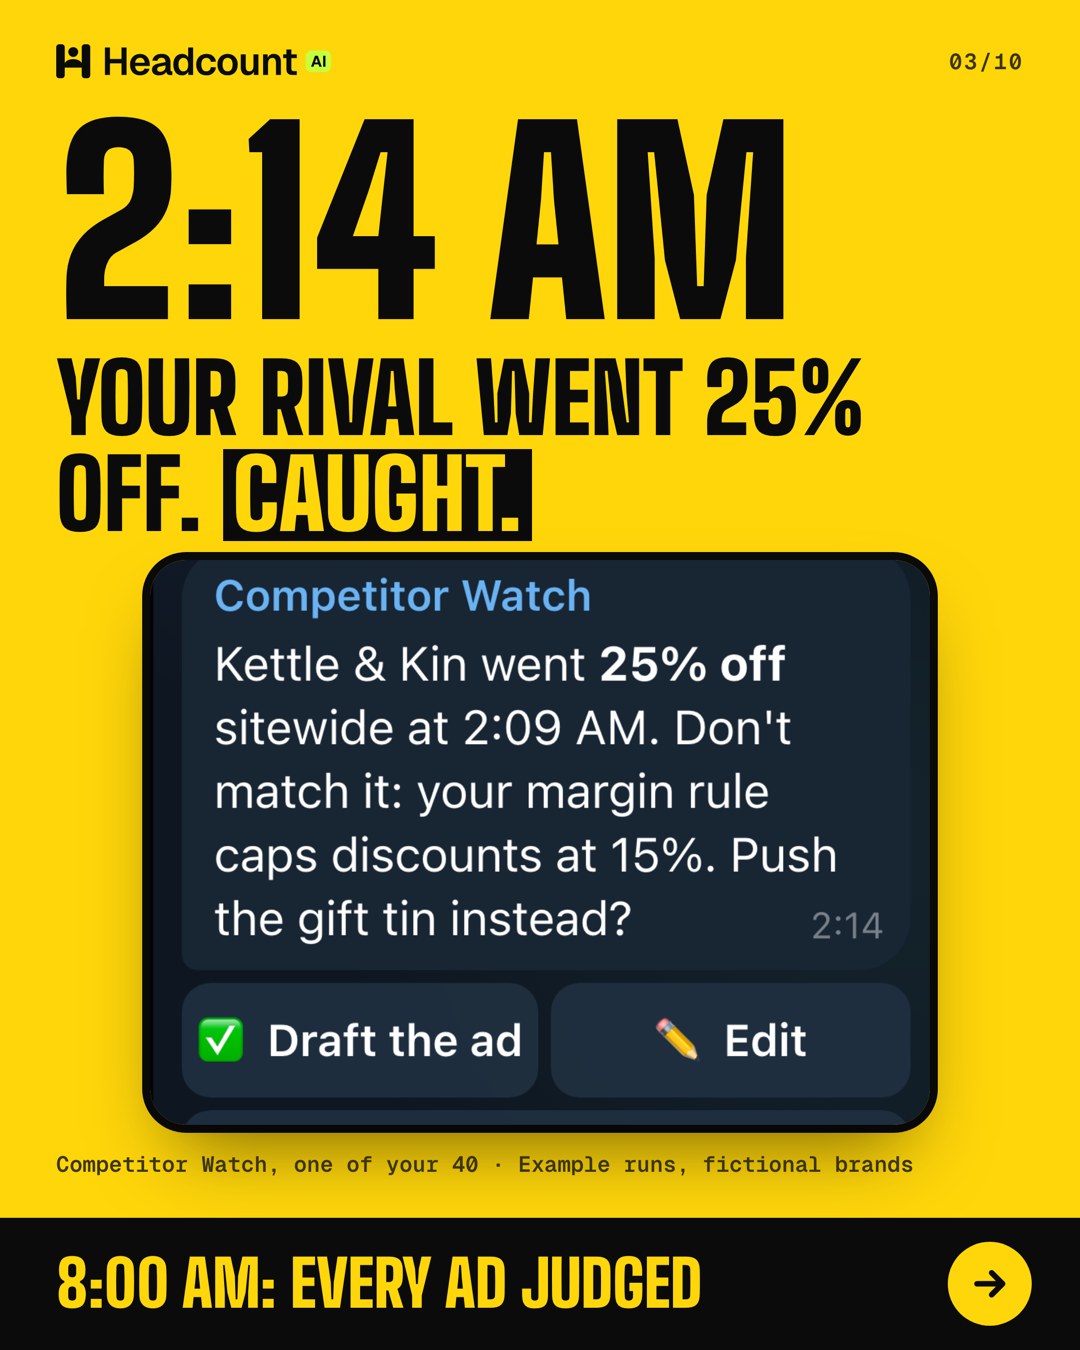 Headcount AI
03/10
2:14 AM
YOUR RIVAL WENT 25%
OFF. CAUGHT.
Competitor Watch
Kettle & Kin went 25% off
sitewide at 2:09 AM. Don't
match it: your margin rule
caps discounts at 15%. Push
the gift tin instead?
2:14
✅ Draft the ad
✏️ Edit
Competitor Watch, one of your 40 · Example runs, fictional brands
8:00 AM: EVERY AD JUDGED